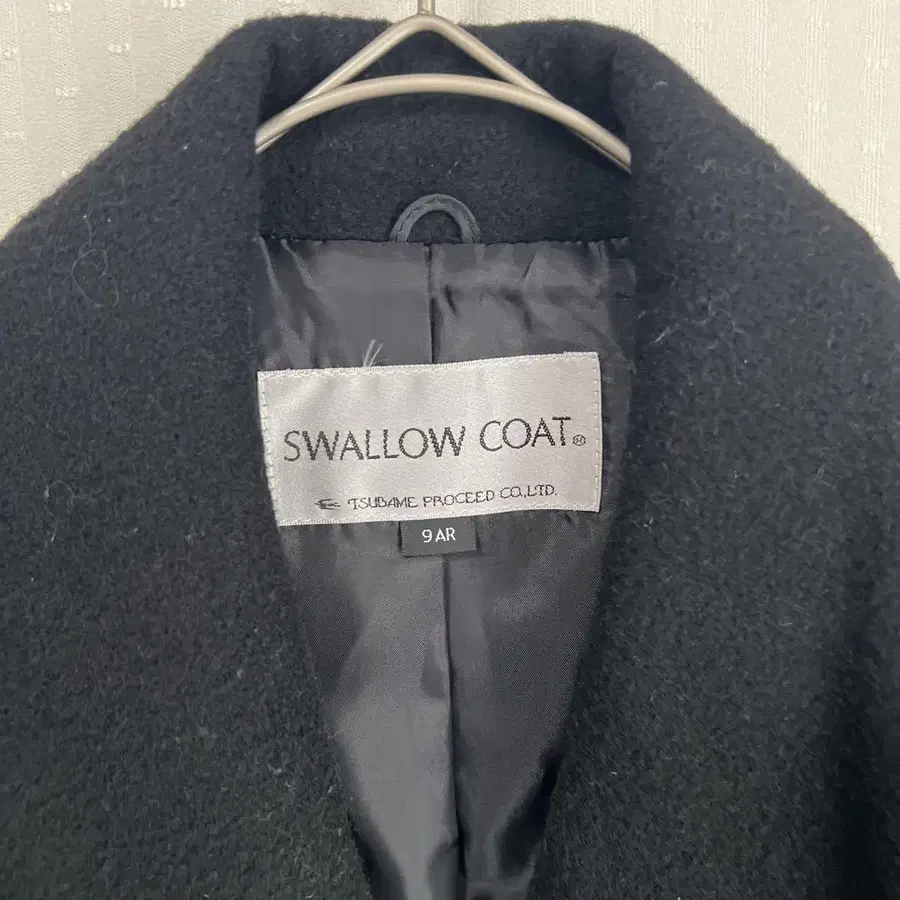 SWALLOW COAT®
TSUBAME PROCEED CO.,LTD.
9AR